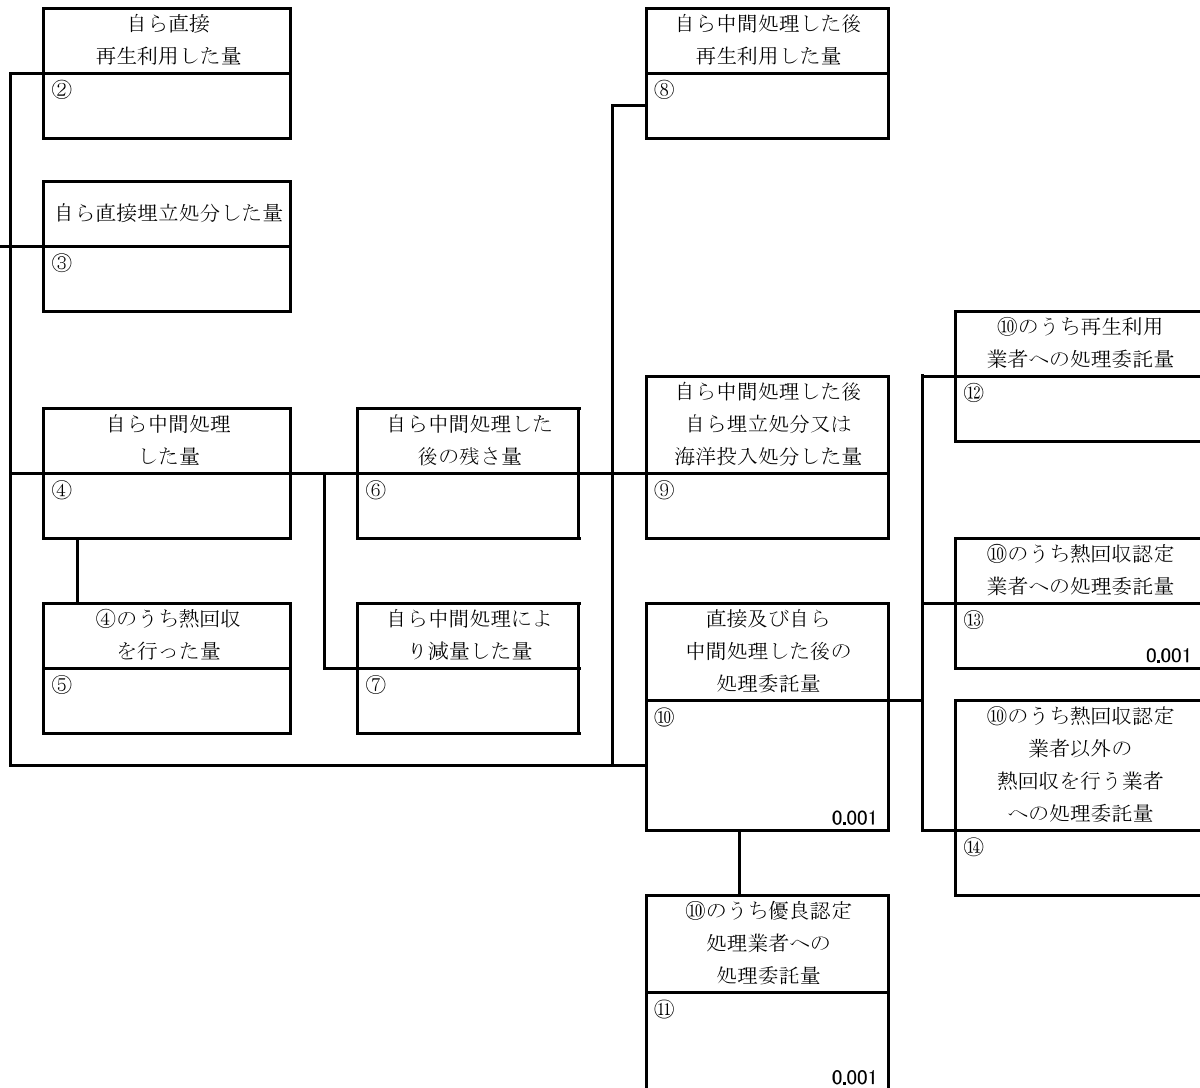 自ら直接
再生利用した量
②
自ら直接埋立処分した量
③
自ら中間処理
した量
④
④のうち熱回収
を行った量
⑤
自ら中間処理した
後の残さ量
⑥
自ら中間処理によ
り減量した量
⑦
自ら中間処理した後
再生利用した量
⑧
自ら中間処理した後
自ら埋立処分又は
海洋投入処分した量
⑨
直接及び自ら
中間処理した後の
処理委託量
⑩
0.001
⑩のうち優良認定
処理業者への
処理委託量
⑪
0.001
⑩のうち再生利用
業者への処理委託量
⑫
⑩のうち熱回収認定
業者への処理委託量
⑬
0.001
⑩のうち熱回収認定
業者以外の
熱回収を行う業者
への処理委託量
⑭